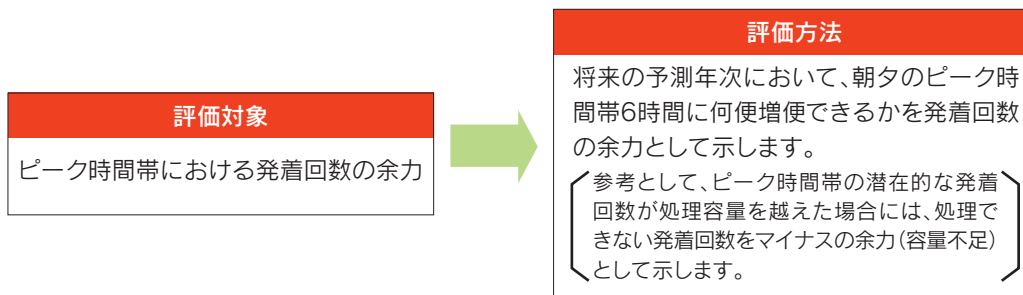 評価対象
ピーク時間帯における発着回数の余力
評価方法
将来の予測年次において、朝夕のピーク時
間帯6時間に何便増便できるかを発着回数
の余力として示します。
参考として、ピーク時間帯の潜在的な発着
回数が処理容量を越えた場合には、処理で
きない発着回数をマイナスの余力(容量不足)
として示します。